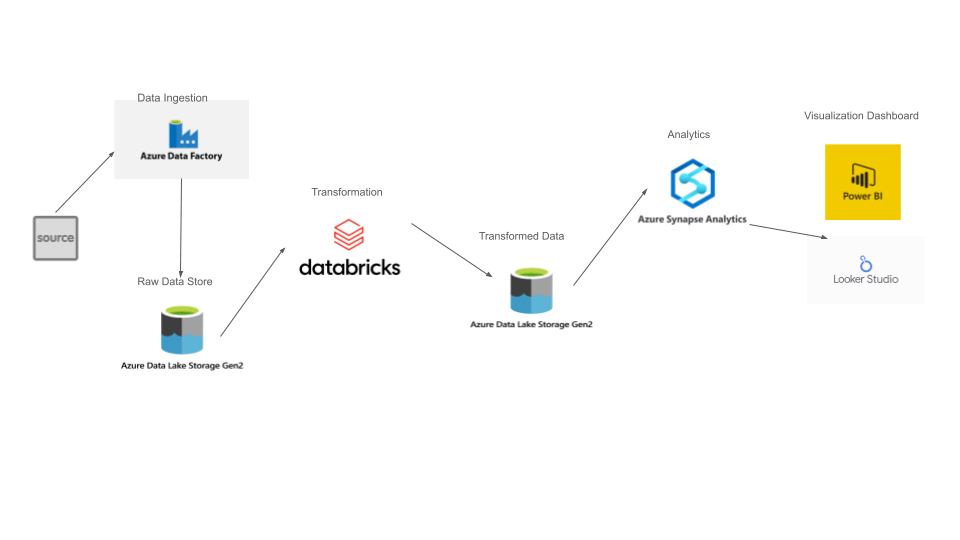 Data Ingestion
Azure Data Factory
source
Raw Data Store
Azure Data Lake Storage Gen2
Transformation
databricks
Transformed Data
Azure Data Lake Storage Gen2
Analytics
Azure Synapse Analytics
Visualization Dashboard
Power BI
Looker Studio